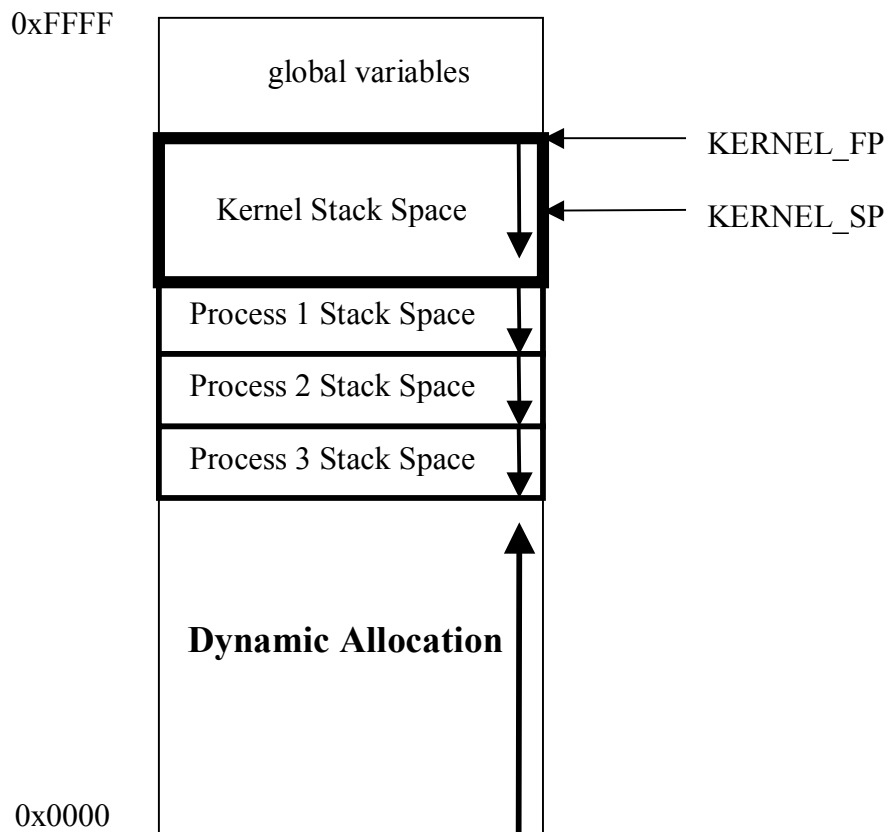 0xFFFF
global variables
KERNEL_FP
Kernel Stack Space
KERNEL_SP
Process 1 Stack Space
Process 2 Stack Space
Process 3 Stack Space
Dynamic Allocation
0x0000